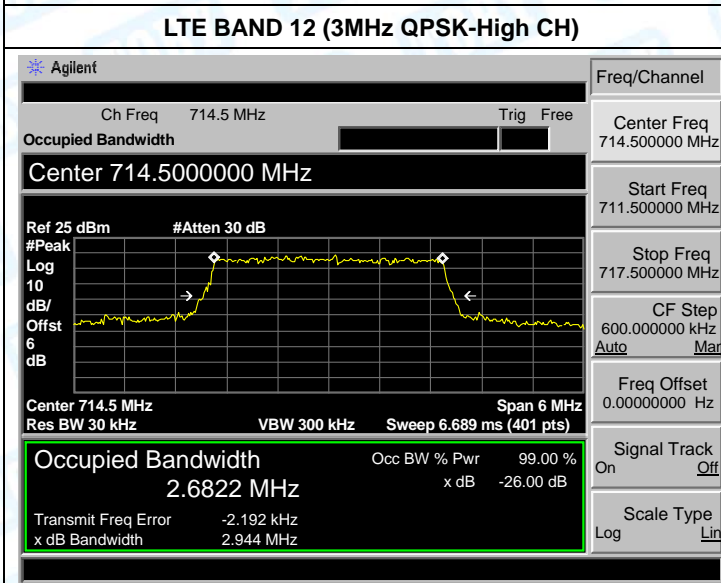 LTE BAND 12 (3MHz QPSK-High CH)
Agilent
Freq/Channel
Ch Freq 714.5 MHz Trig Free
Occupied Bandwidth
Center 714.5000000 MHz
Ref 25 dBm #Atten 30 dB
#Peak
Log
10
dB/
Offst
6
dB
Center 714.5 MHz Span 6 MHz
Res BW 30 kHz VBW 300 kHz Sweep 6.689 ms (401 pts)
Occupied Bandwidth Occ BW % Pwr 99.00 %
2.6822 MHz x dB -26.00 dB
Transmit Freq Error -2.192 kHz
x dB Bandwidth 2.944 MHz
Center Freq
714.500000 MHz
Start Freq
711.500000 MHz
Stop Freq
717.500000 MHz
CF Step
600.000000 kHz
Auto Man
Freq Offset
0.00000000 Hz
Signal Track
On Off
Scale Type
Log Lin